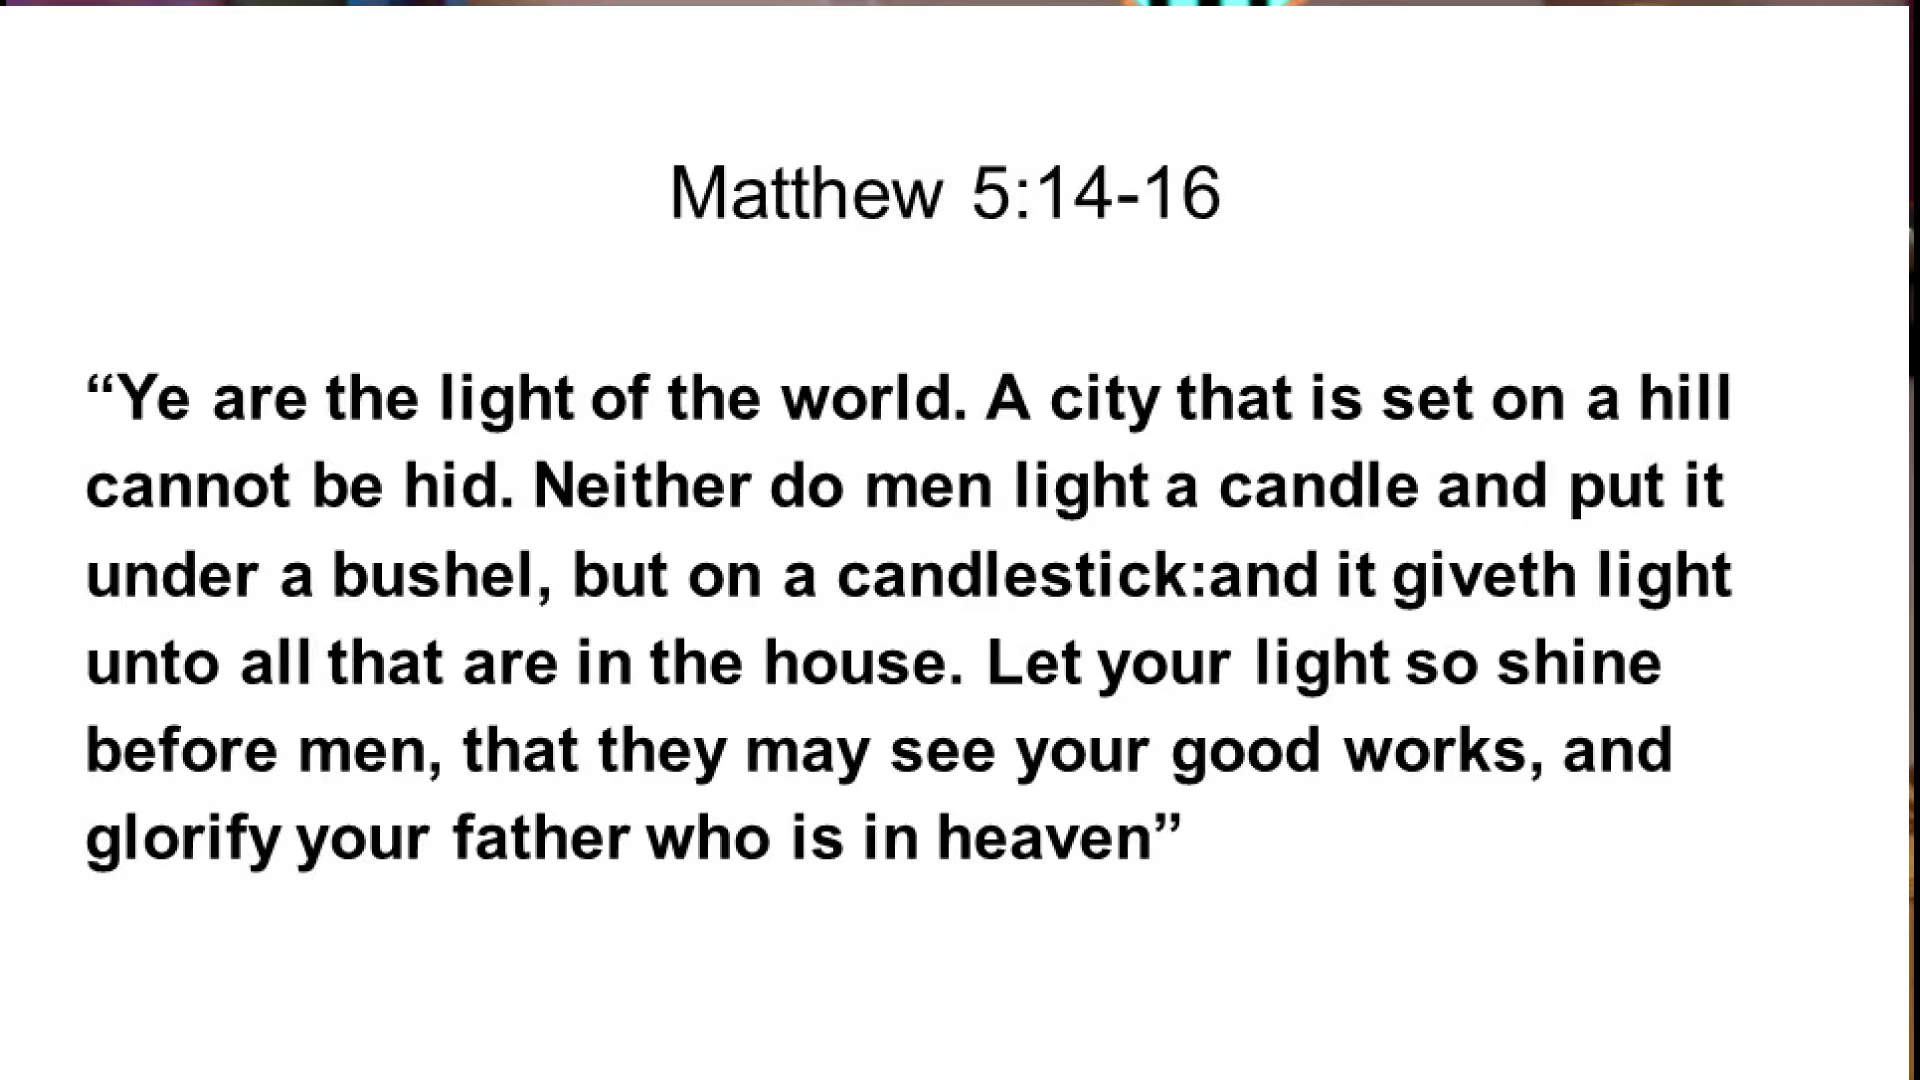 Matthew 5:14-16
“Ye are the light of the world. A city that is set on a hill
cannot be hid. Neither do men light a candle and put it
under a bushel, but on a candlestick:and it giveth light
unto all that are in the house. Let your light so shine
before men, that they may see your good works, and
glorify your father who is in heaven”